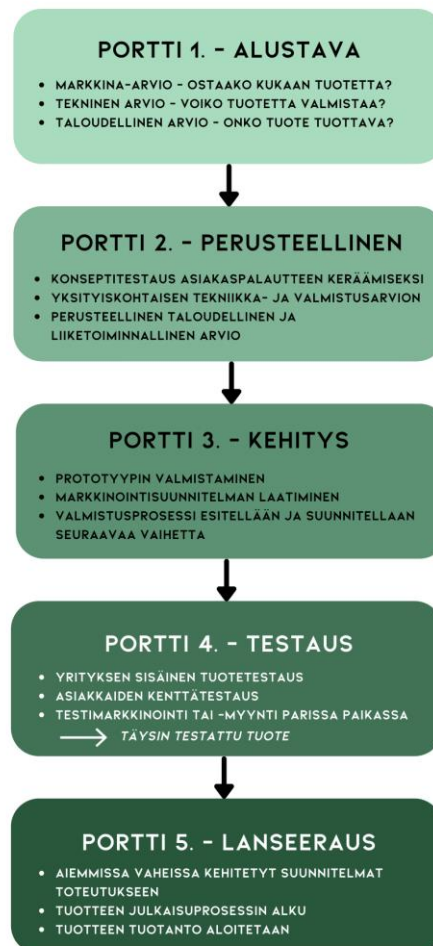 PORTTI 1. - ALUSTAVA
• MARKKINA-ARVIO - OSTAAKO KUKAAN TUOTETTA?
• TEKNINEN ARVIO - VOIKO TUOTETTA VALMISTAA?
• TALOUDELLINEN ARVIO - ONKO TUOTE TUOTTAVA?
PORTTI 2. - PERUSTEELLINEN
• KONSEPTITESTAUS ASIAKASPALAUTTEEN KERÄÄMISEKSI
• YKSITYISKOHTAISEN TEKNIIKKA- JA VALMISTUSARVION
• PERUSTEELLINEN TALOUDELLINEN JA
LIIKETOIMINNALLINEN ARVIO
PORTTI 3. - KEHITYS
• PROTOTYYPIN VALMISTAMINEN
• MARKKINOINTISUUNNITELMAN LAATIMINEN
• VALMISTUSPROSESSI ESITELLÄÄN JA SUUNNITELLAAN
SEURAAVAA VAIHETTA
PORTTI 4. - TESTAUS
• YRITYKSEN SISÄINEN TUOTETESTAUS
• ASIAKKAIDEN KENTTÄTESTAUS
• TESTIMARKKINOINTI TAI -MYYNTI PARISSA PAIKASSA
TÄYSIN TESTATTU TUOTE
PORTTI 5. - LANSEERAUS
• AIEMMISSA VAIHEISSA KEHITETYT SUUNNITELMAT
TOTEUTUKSEEN
• TUOTTEEN JULKAISUPROSESSIN ALKU
• TUOTTEEN TUOTANTO ALOITETAAN